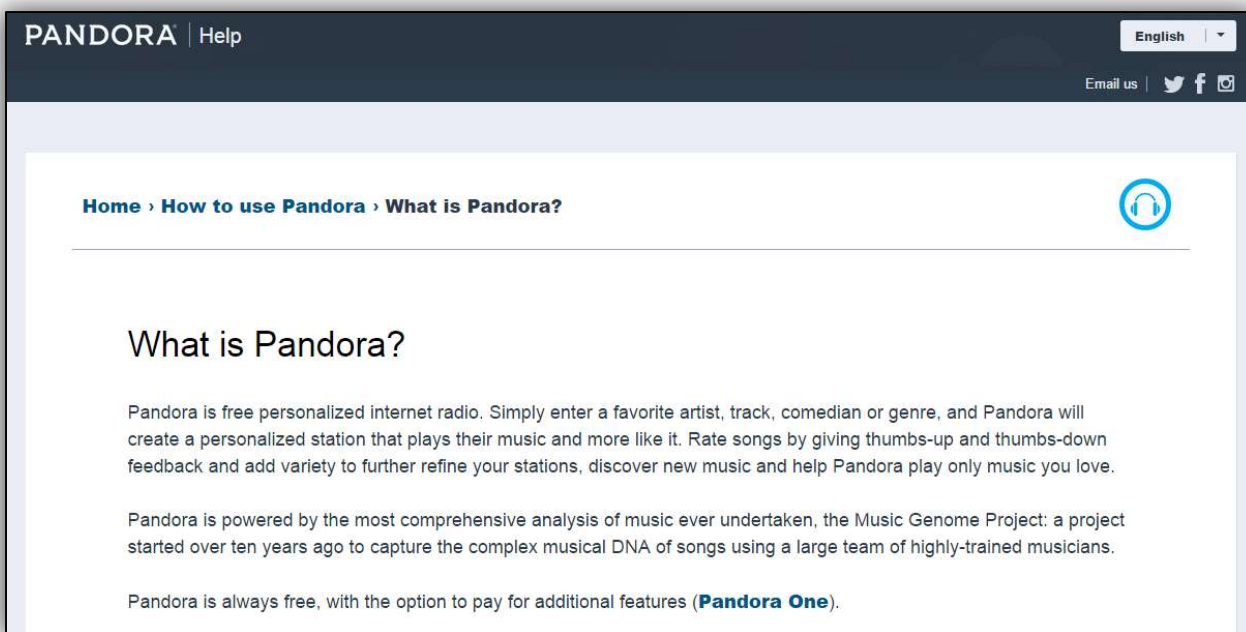 PANDORA | Help
English
Email us |
Home › How to use Pandora › What is Pandora?
What is Pandora?
Pandora is free personalized internet radio. Simply enter a favorite artist, track, comedian or genre, and Pandora will
create a personalized station that plays their music and more like it. Rate songs by giving thumbs-up and thumbs-down
feedback and add variety to further refine your stations, discover new music and help Pandora play only music you love.
Pandora is powered by the most comprehensive analysis of music ever undertaken, the Music Genome Project: a project
started over ten years ago to capture the complex musical DNA of songs using a large team of highly-trained musicians.
Pandora is always free, with the option to pay for additional features (Pandora One).